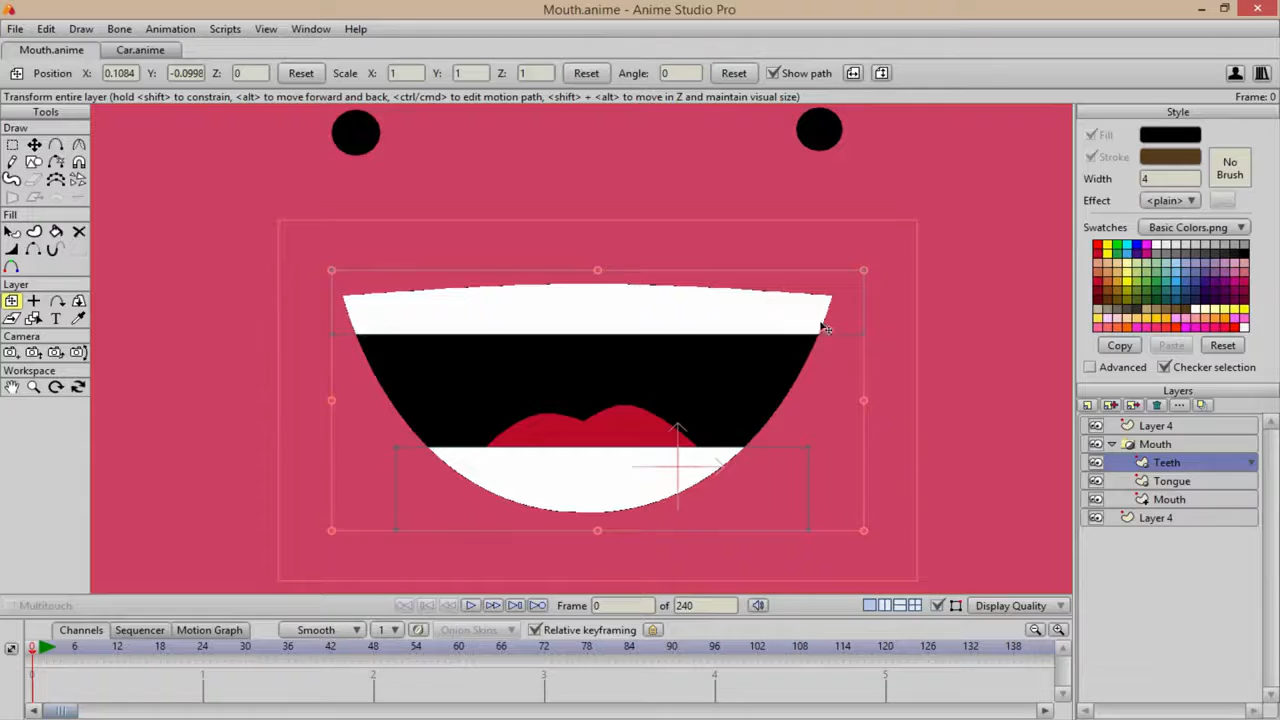 Mouth.anime - Anime Studio Pro
File Edit Draw Bone Animation Scripts View Window Help
Mouth.anime Car.anime
Position X: 0.1084 Y: -0.0998 Z: 0 Reset Scale X: 1 Y: 1 Z: 1 Reset Angle: 0 Reset Show path
Transform entire layer (hold <shift> to constrain, <alt> to move forward and back, <ctrl/cmd> to edit motion path, <shift> + <alt> to move in Z and maintain visual size) Frame: 0
Tools
Draw
Fill
Layer
Camera
Workspace
Style
Fill
Stroke
No Brush
Width 4
Effect <plain>
Swatches Basic Colors.png
Copy Paste Reset
Advanced Checker selection
Layers
Layer 4
Mouth
Teeth
Tongue
Mouth
Layer 4
Multitouch Frame 0 of 240 Display Quality
Channels Sequencer Motion Graph Smooth 1 Onion Skins Relative keyframing
0 6 12 18 24 30 36 42 48 54 60 66 72 78 84 90 96 102 108 114 120 126 132 138
0 1 2 3 4 5